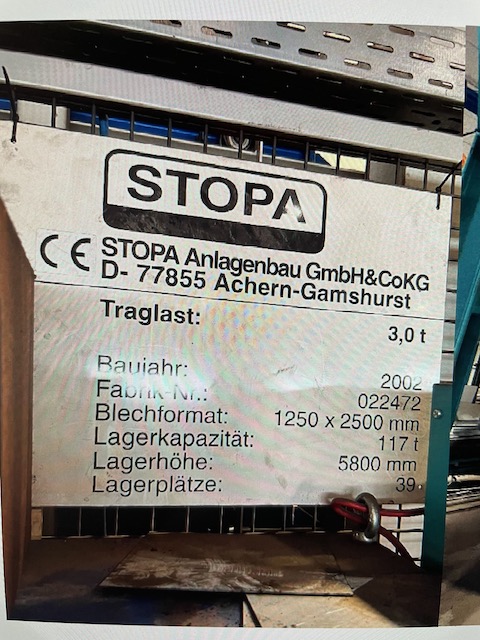 STOPA
CE STOPA Anlagenbau GmbH&CoKG
D- 77855 Achern-Gamshurst
Traglast: 3,0 t
Baujahr: 2002
Fabrik-Nr.: 022472
Blechformat: 1250 x 2500 mm
Lagerkapazität: 117 t
Lagerhöhe: 5800 mm
Lagerplätze: 39